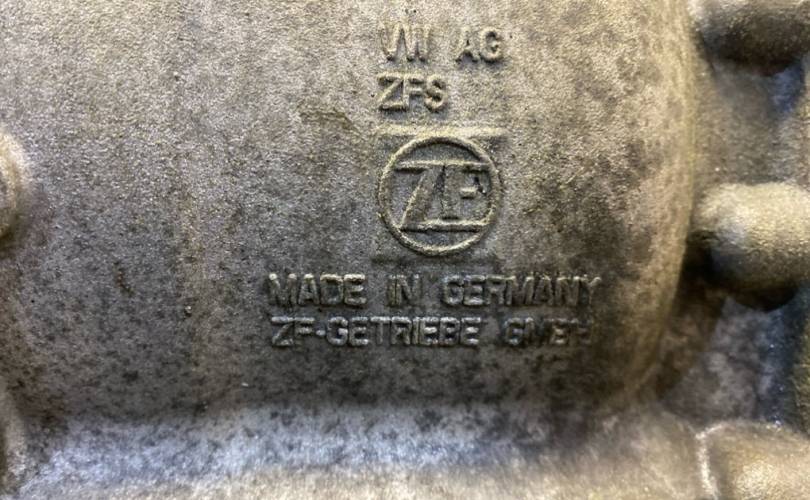 VW AG
ZFS
ZF
MADE IN GERMANY
ZF-GETRIEBE GMBH